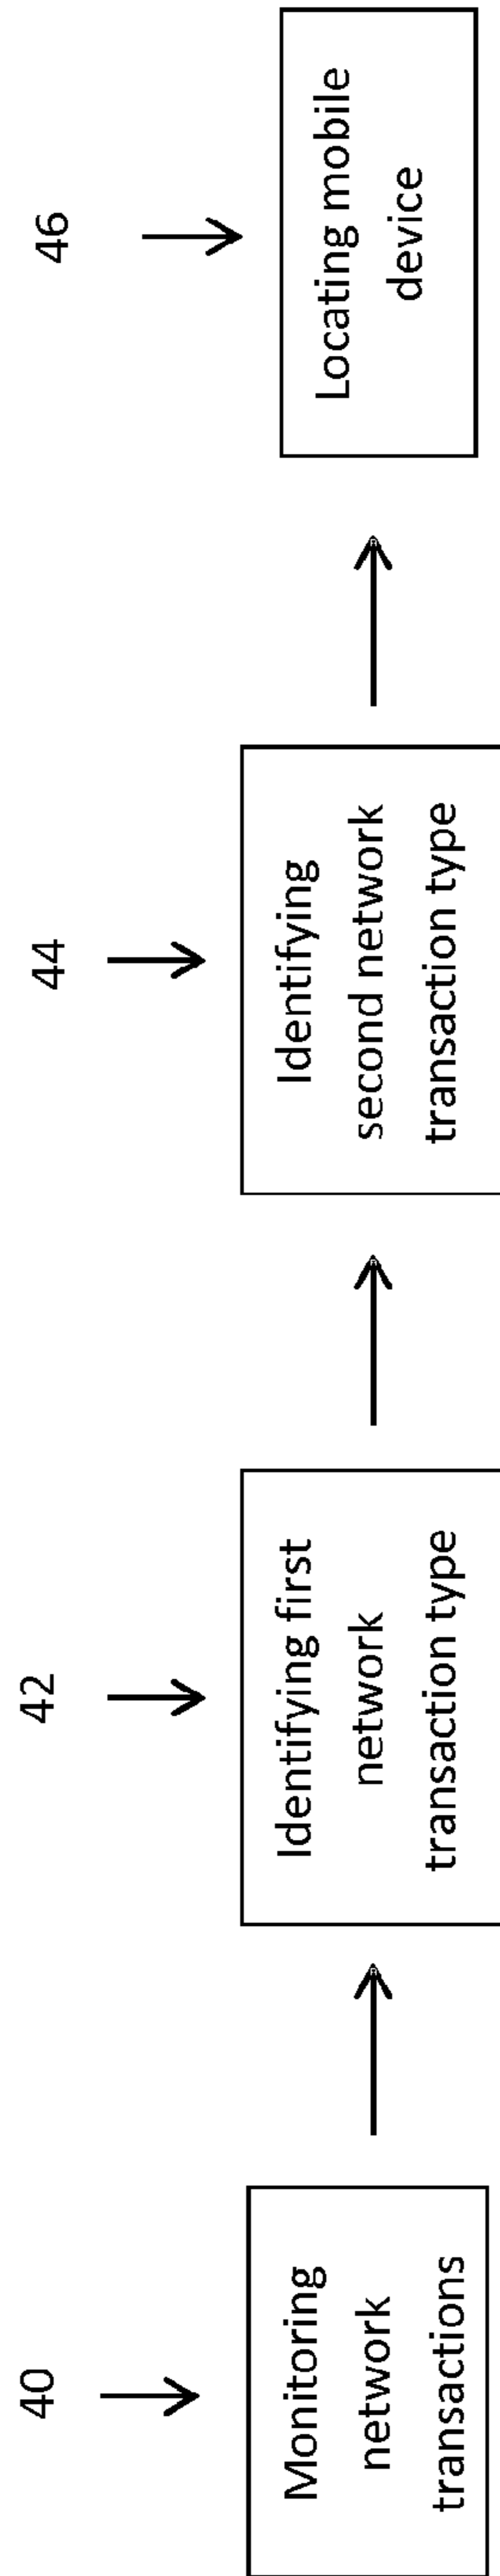 40
Monitoring
network
transactions
42
Identifying first
network
transaction type
44
Identifying
second network
transaction type
46
Locating mobile
device